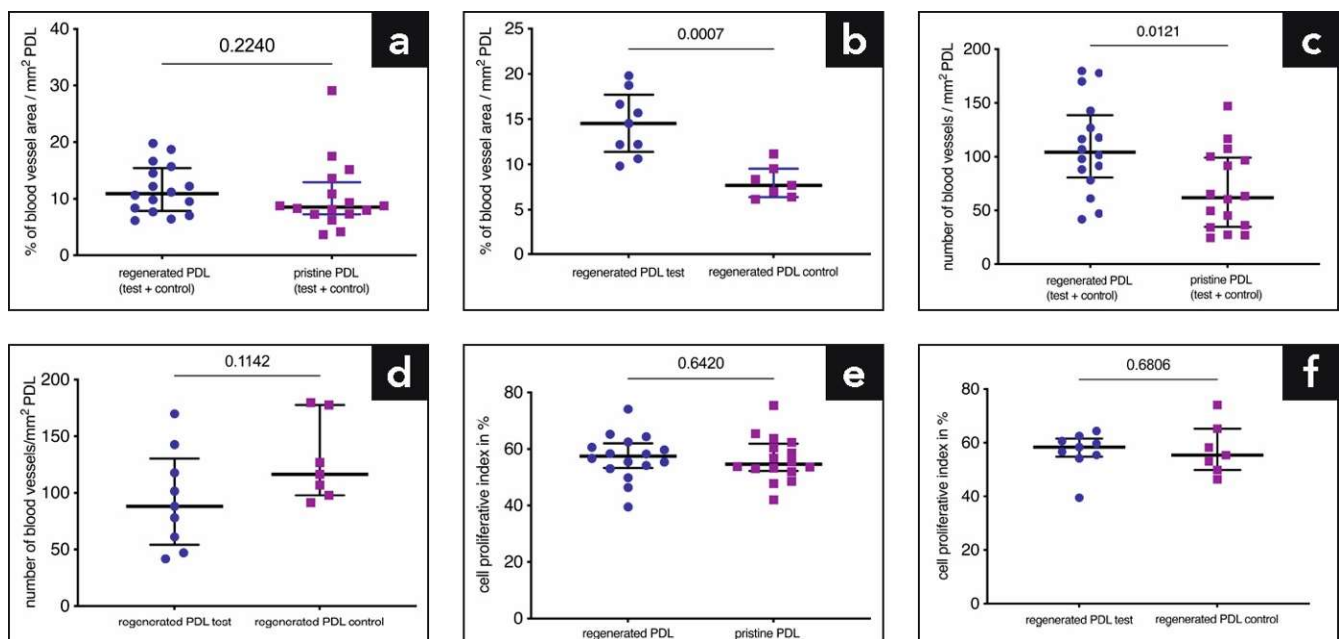 a
0.2240
% of blood vessel area / mm² PDL
40
30
20
10
0
regenerated PDL
(test + control)
pristine PDL
(test + control)
b
0.0007
% of blood vessel area / mm² PDL
25
20
15
10
5
0
regenerated PDL test
regenerated PDL control
c
0.0121
number of blood vessels / mm² PDL
200
150
100
50
0
regenerated PDL
(test + control)
pristine PDL
(test + control)
d
0.1142
number of blood vessels/mm² PDL
200
150
100
50
0
regenerated PDL test
regenerated PDL control
e
0.6420
cell proliferative index in %
80
60
40
20
0
regenerated PDL
pristine PDL
f
0.6806
cell proliferative index in %
80
60
40
20
0
regenerated PDL test
regenerated PDL control